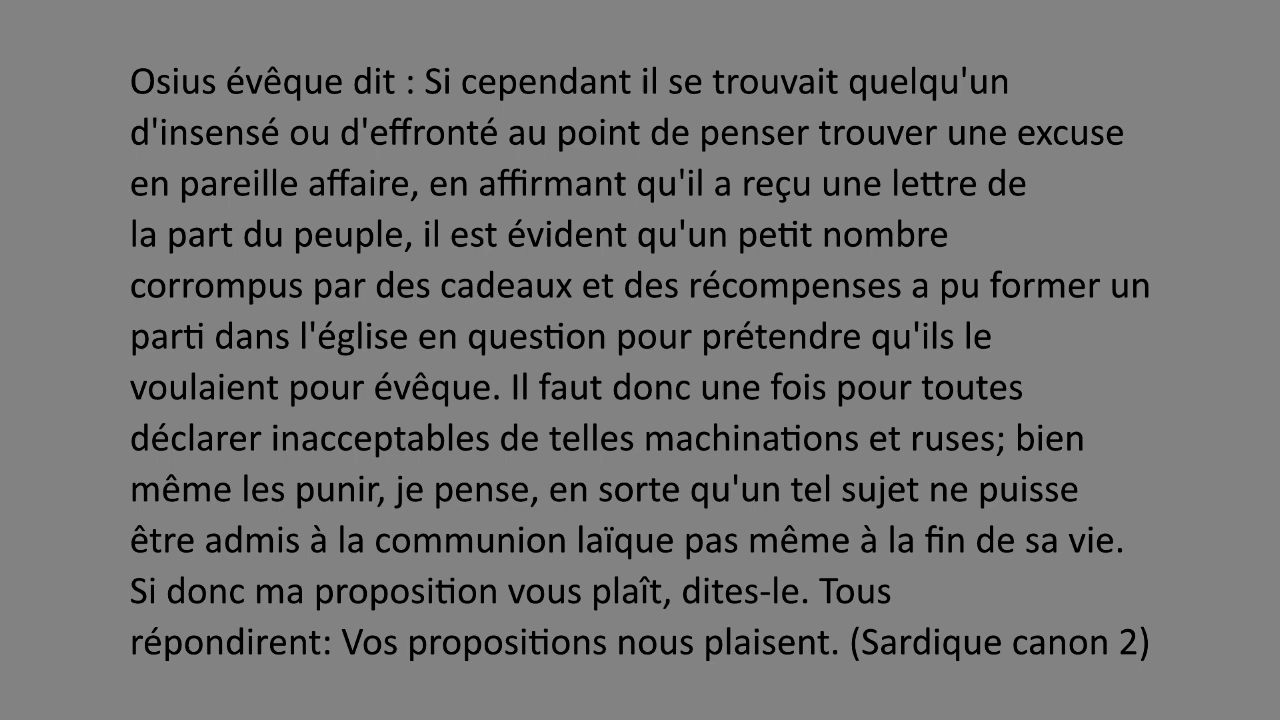 Osius évêque dit : Si cependant il se trouvait quelqu'un
d'insensé ou d'effronté au point de penser trouver une excuse
en pareille affaire, en affirmant qu'il a reçu une lettre de
la part du peuple, il est évident qu'un petit nombre
corrompus par des cadeaux et des récompenses a pu former un
parti dans l'église en question pour prétendre qu'ils le
voulaient pour évêque. Il faut donc une fois pour toutes
déclarer inacceptables de telles machinations et ruses; bien
même les punir, je pense, en sorte qu'un tel sujet ne puisse
être admis à la communion laïque pas même à la fin de sa vie.
Si donc ma proposition vous plaît, dites-le. Tous
répondirent: Vos propositions nous plaisent. (Sardique canon 2)